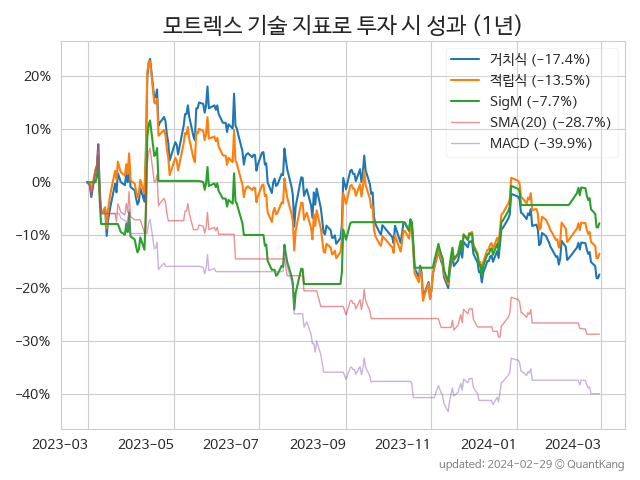 모트렉스 기술 지표로 투자 시 성과 (1년)
거치식 (−17.4%)
적립식 (−13.5%)
SigM (−7.7%)
SMA(20) (−28.7%)
MACD (−39.9%)
20%
10%
0%
−10%
−20%
−30%
−40%
2023-03 2023-05 2023-07 2023-09 2023-11 2024-01 2024-03
updated: 2024-02-29 ⓒ QuantKang